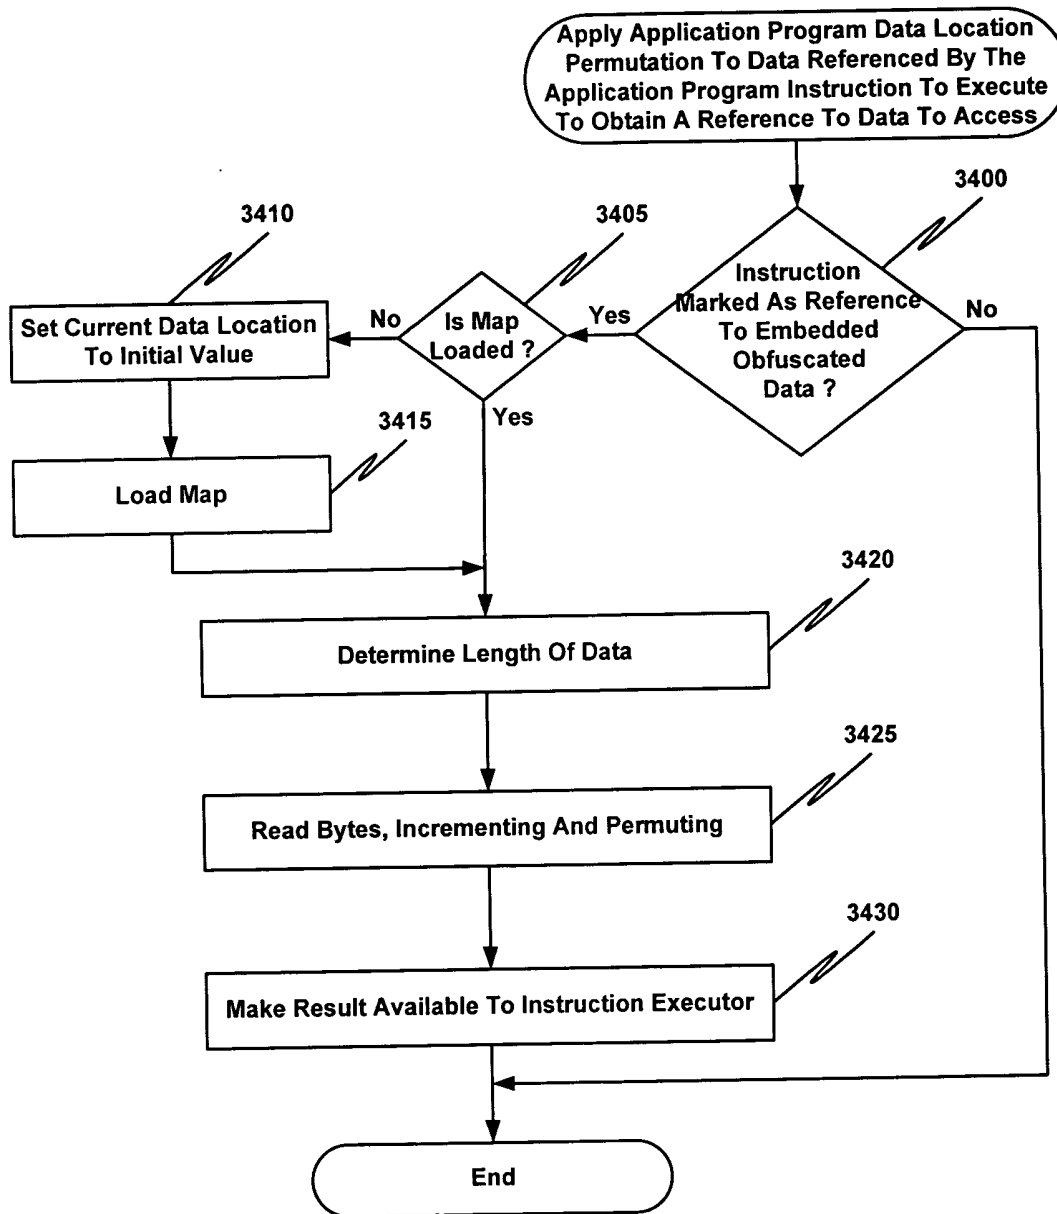 Apply Application Program Data Location
Permutation To Data Referenced By The
Application Program Instruction To Execute
To Obtain A Reference To Data To Access
3400
Instruction
Marked As Reference
To Embedded
Obfuscated
Data ?
Yes
No
3405
Is Map
Loaded ?
No
Yes
3410
Set Current Data Location
To Initial Value
3415
Load Map
3420
Determine Length Of Data
3425
Read Bytes, Incrementing And Permuting
3430
Make Result Available To Instruction Executor
End